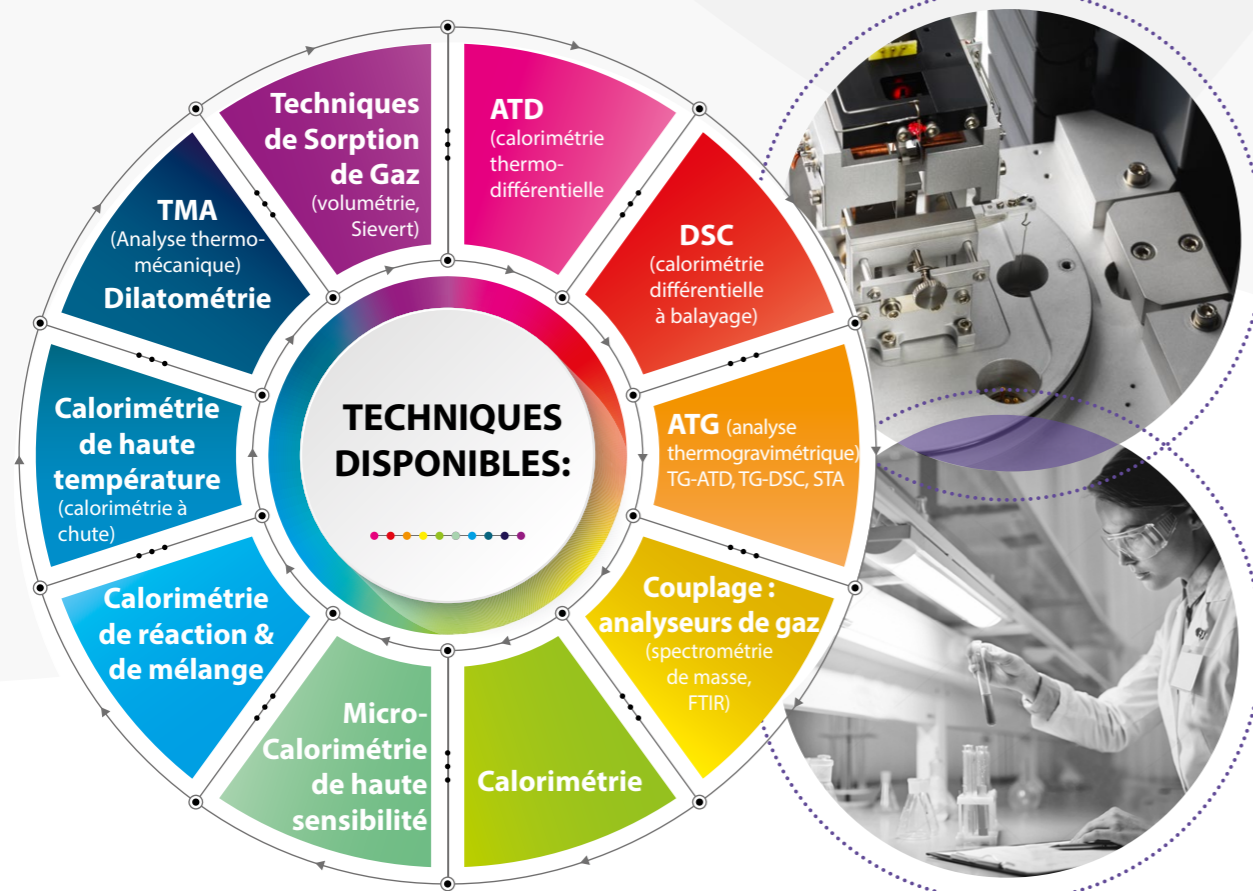 TECHNIQUES
DISPONIBLES:
ATD
(calorimétrie
thermo-
différentielle
DSC
(calorimétrie
différentielle
à balayage)
ATG (analyse
thermogravimétrique)
TG-ATD, TG-DSC, STA
Couplage :
analyseurs de gaz
(spectrométrie
de masse,
FTIR)
Calorimétrie
Micro-
Calorimétrie
de haute
sensibilité
Calorimétrie
de réaction &
de mélange
Calorimétrie
de haute
température
(calorimétrie à
chute)
TMA
(Analyse thermo-
mécanique)
Dilatométrie
Techniques
de Sorption
de Gaz
(volumétrie,
Sievert)